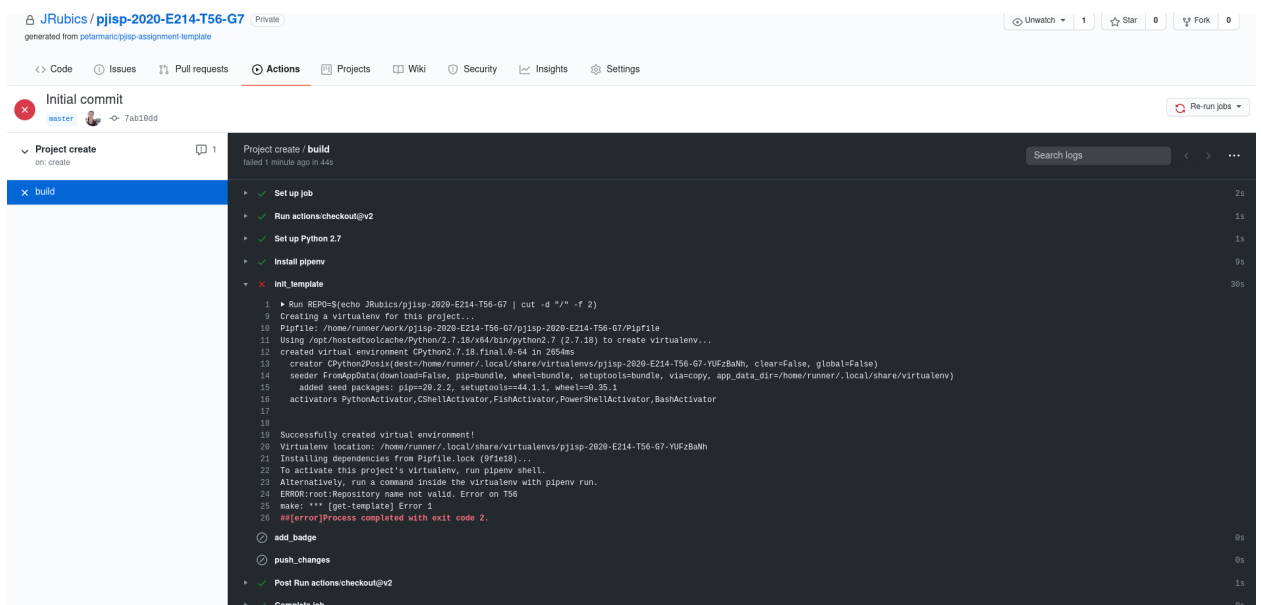 JRubics / pjisp-2020-E214-T56-G7 Private
Unwatch 1 Star 0 Fork 0
generated from petarmaric/pjisp-assignment-template
Code Issues Pull requests Actions Projects Wiki Security Insights Settings
Initial commit
master 7ab10dd
Re-run jobs
Project create 1
on: create
build
Project create / build
failed 1 minute ago in 44s
Search logs
Set up job 2s
Run actions/checkout@v2 1s
Set up Python 2.7 1s
Install pipenv 9s
init_template 30s
1 Run REPO=$(echo JRubics/pjisp-2020-E214-T56-G7 | cut -d "/" -f 2)
9 Creating a virtualenv for this project...
10 Pipfile: /home/runner/work/pjisp-2020-E214-T56-G7/pjisp-2020-E214-T56-G7/Pipfile
11 Using /opt/hostedtoolcache/Python/2.7.18/x64/bin/python2.7 (2.7.18) to create virtualenv...
12 created virtual environment CPython2.7.18.final.0-64 in 2654ms
13 creator CPython2Posix(dest=/home/runner/.local/share/virtualenvs/pjisp-2020-E214-T56-G7-YUFzBaNh, clear=False, global=False)
14 seeder FromAppData(download=False, pip=bundle, wheel=bundle, setuptools=bundle, via=copy, app_data_dir=/home/runner/.local/share/virtualenv)
15 added seed packages: pip==20.2.2, setuptools==44.1.1, wheel==0.35.1
16 activators PythonActivator,CShellActivator,FishActivator,PowerShellActivator,BashActivator
17
18
19 Successfully created virtual environment!
20 Virtualenv location: /home/runner/.local/share/virtualenvs/pjisp-2020-E214-T56-G7-YUFzBaNh
21 Installing dependencies from Pipfile.lock (9f1e18)...
22 To activate this project's virtualenv, run pipenv shell.
23 Alternatively, run a command inside the virtualenv with pipenv run.
24 ERROR:root:Repository name not valid. Error on T56
25 make: *** [get-template] Error 1
26 ##[error]Process completed with exit code 2.
add_badge 0s
push_changes 0s
Post Run actions/checkout@v2 1s
Complete job 0s